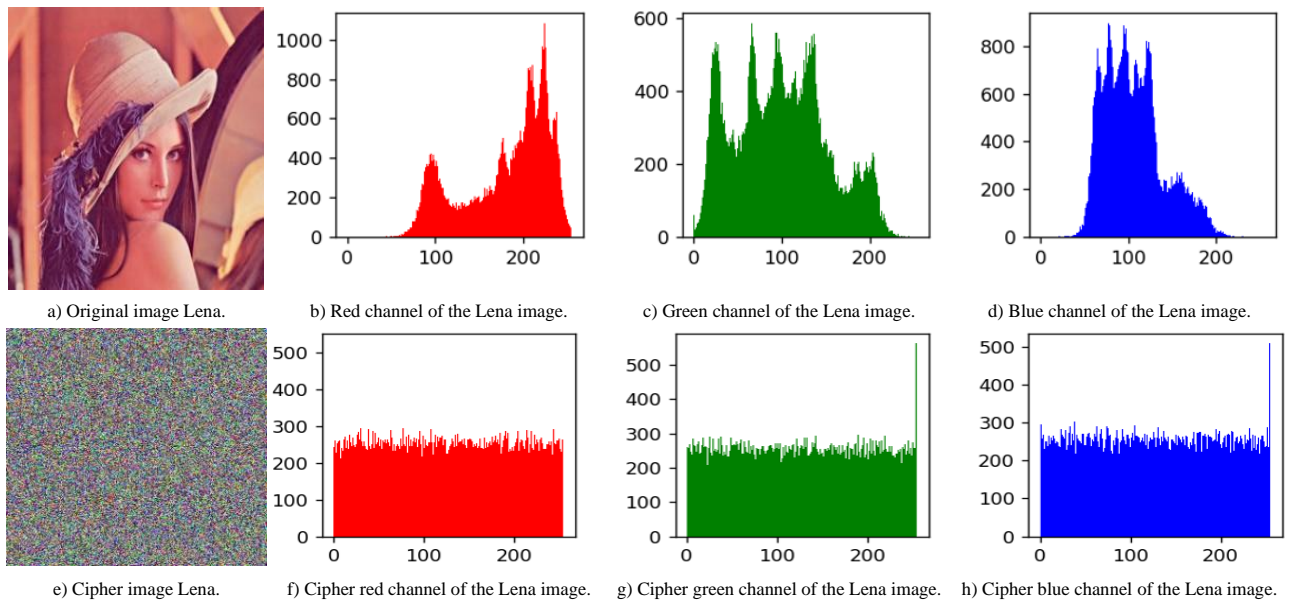 1000
800
600
400
200
0
0 100 200
600
400
200
0
0 100 200
800
600
400
200
0
0 100 200
a) Original image Lena.
b) Red channel of the Lena image.
c) Green channel of the Lena image.
d) Blue channel of the Lena image.
500
400
300
200
100
0
0 100 200
500
400
300
200
100
0
0 100 200
500
400
300
200
100
0
0 100 200
e) Cipher image Lena.
f) Cipher red channel of the Lena image.
g) Cipher green channel of the Lena image.
h) Cipher blue channel of the Lena image.